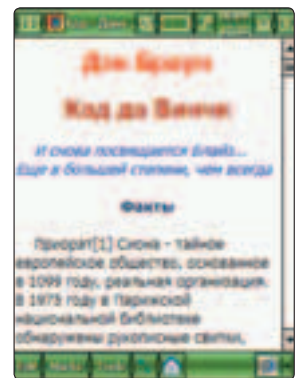 Дэн Браун
Код да Винчи
И снова посвящается Блайз...
Еще в большей степени, чем всегда
Факты
Приорат[1] Сиона - тайное
европейское общество, основанное
в 1099 году, реальная организация.
В 1975 году в Парижской
национальной библиотеке
обнаружены рукописные свитки,